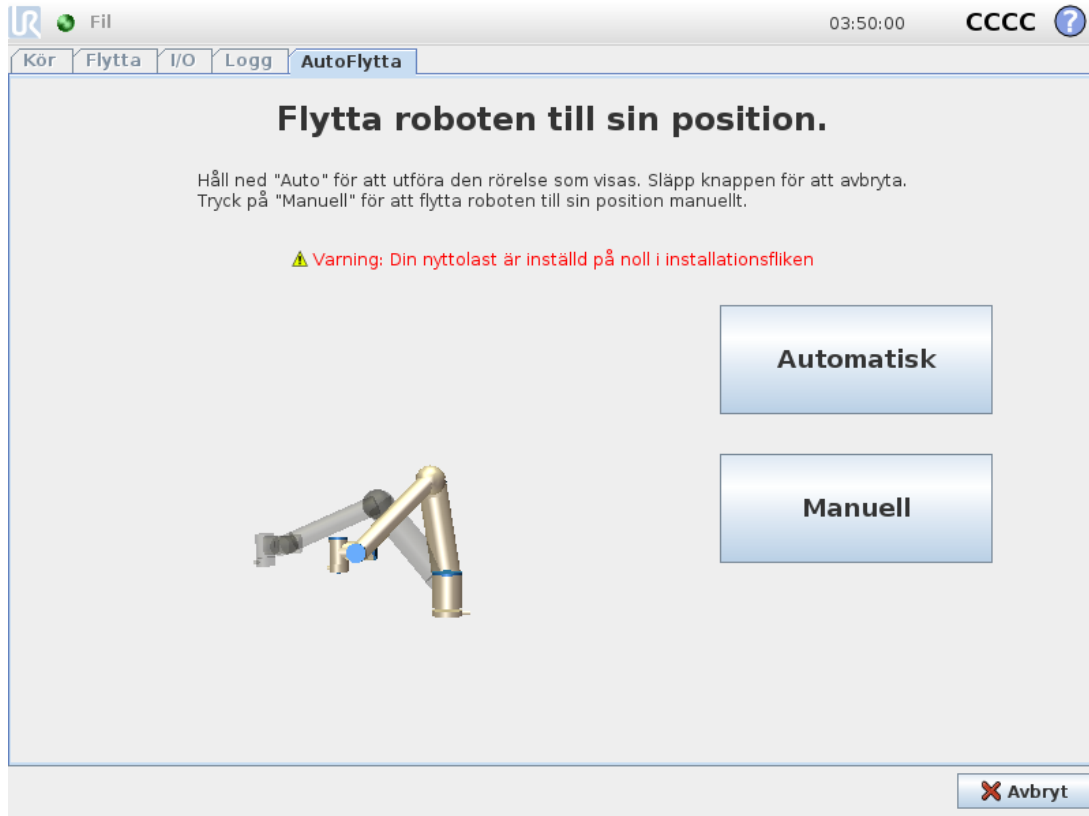 UR Fil 03:50:00 CCCC ?
Kör Flytta I/O Logg AutoFlytta
Flytta roboten till sin position.
Håll ned "Auto" för att utföra den rörelse som visas. Släpp knappen för att avbryta.
Tryck på "Manuell" för att flytta roboten till sin position manuellt.
Varning: Din nyttolast är inställd på noll i installationsfliken
Automatisk
Manuell
Avbryt